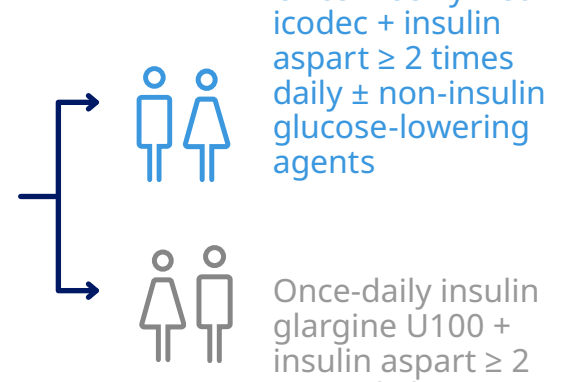 icodec + insulin
aspart ≥ 2 times
daily ± non-insulin
glucose-lowering
agents
Once-daily insulin
glargine U100 +
insulin aspart ≥ 2